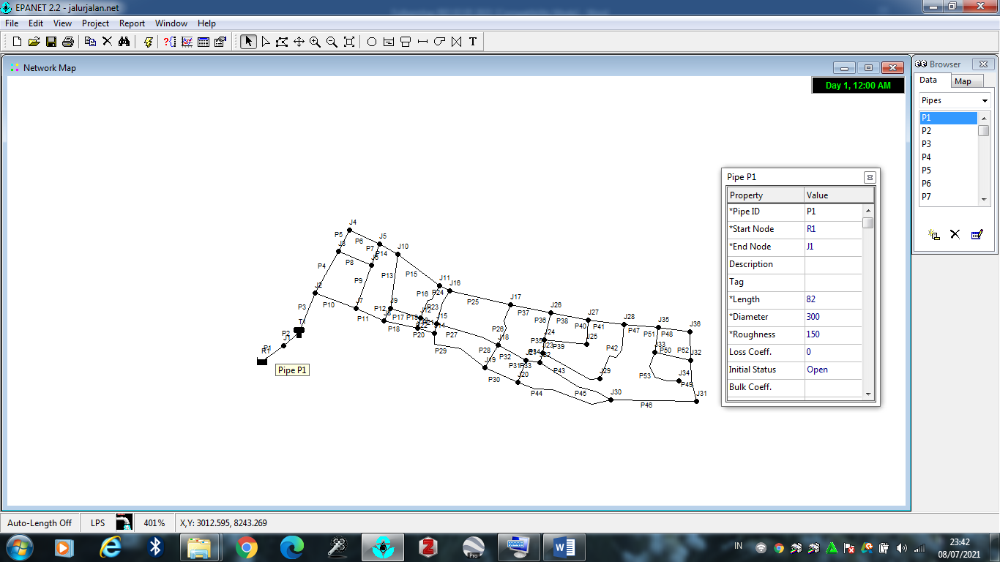 EPANET 2.2 - jalurjalan.net
File Edit View Project Report Window Help
T
Network Map
Day 1, 12:00 AM
Browser
Data Map
Pipes
P1
P2
P3
P4
P5
P6
P7
Pipe P1
Property Value
*Pipe ID P1
*Start Node R1
*End Node J1
Description
Tag
*Length 82
*Diameter 300
*Roughness 150
Loss Coeff. 0
Initial Status Open
Bulk Coeff.
J4
P5 P6 J5
J3 P7 P14 J10
P4 P8 J6
P9 P13 P15
J2 J11
P16 P24 J16
P10 J7 P12 J9 J12 P23 P25 J17
P3 P11 J8 P17 P19 J15 P37 J26
P18 P22 J14 P36 P38 J27
T1 P20 P27 P26 J24 P40 P41 J28
P2 J1 P29 P28 J18 P35 P39 J25 P47 J35
P1 P32 J23 P42 P51 P48 J36
R1 J19 J21 P34 J22 J33 P50 P52 J32
Pipe P1
P31 P33 P43 J29 P53 J34
P30 J20 P49
P44 P45 J30 J31
P46
Auto-Length Off LPS 401% X,Y: 3012.595, 8243.269
Pro
W
IN
23:42
08/07/2021